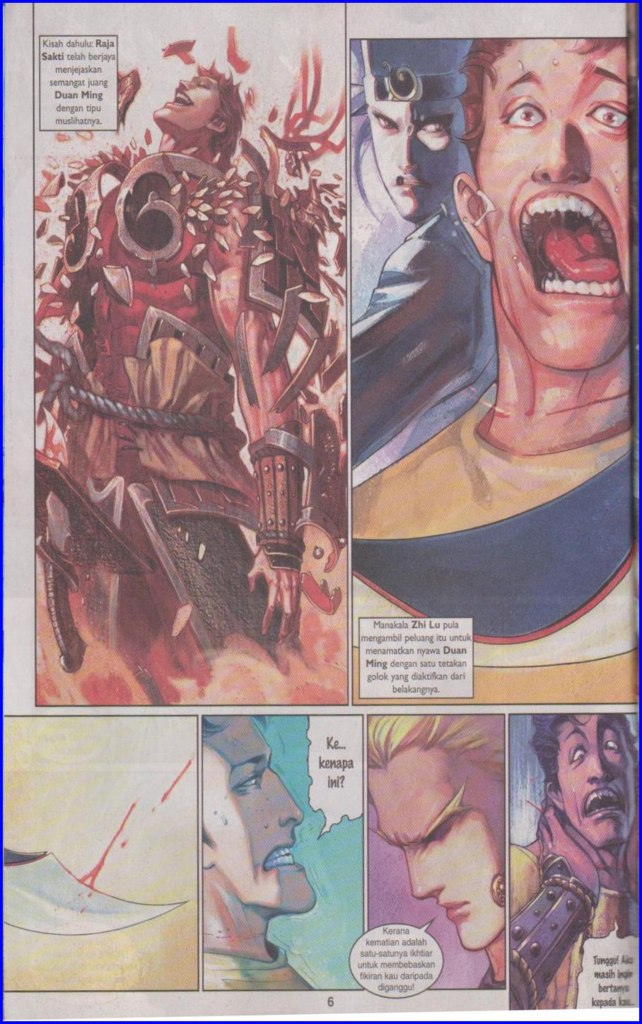 Kisah dahulu: Raja
Sakti telah berjaya
menjejaskan
semangat juang
Duan Ming
dengan tipu
muslihatnya.
Manakala Zhi Lu pula
mengambil peluang itu untuk
menamatkan nyawa Duan
Ming dengan satu tetakan
golok yang diaktifkan dari
belakangnya.
Ke...
kenapa
ini?
Kerana
kematian adalah
satu-satunya ikhtiar
untuk membebaskan
fikiran kau daripada
diganggu!
Tunggu! Aku
masih ingin
bertanya
kepada kau...
6